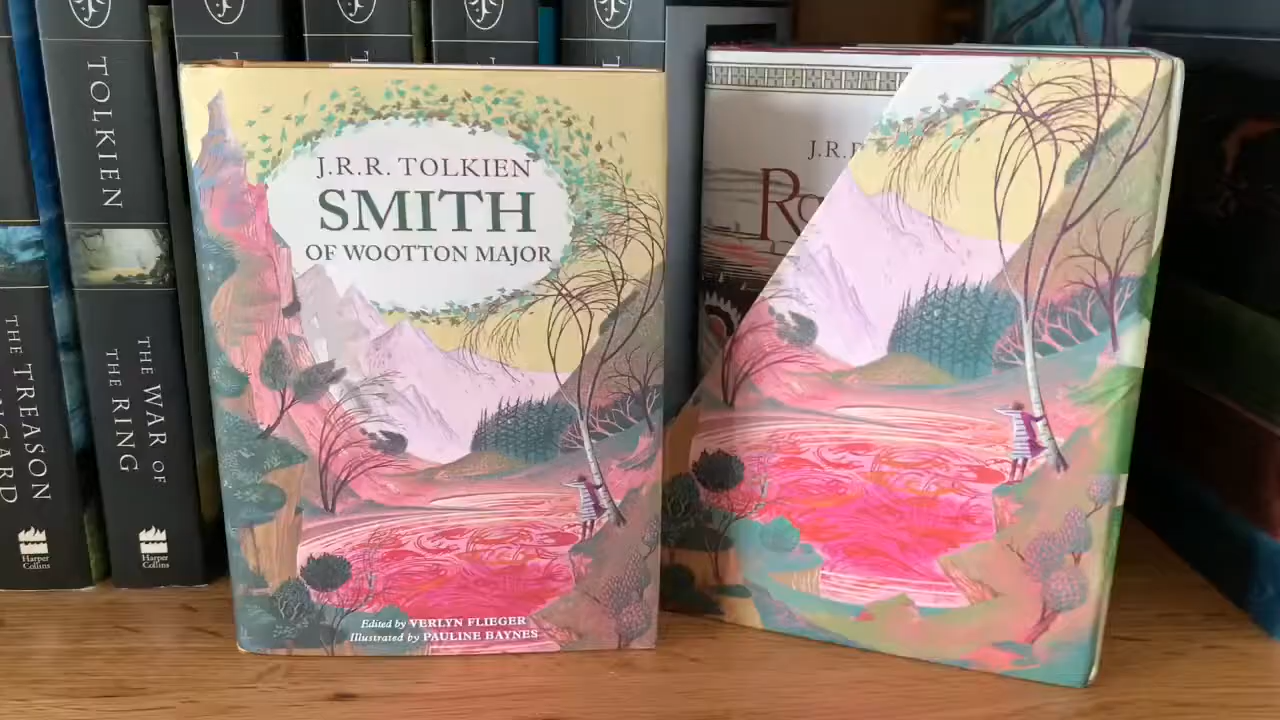 TOLKIEN
THE TREASON
THE WAR OF
THE RING
Harper
Collins
Harper
Collins
J.R.R. TOLKIEN
SMITH
OF WOOTTON MAJOR
Edited by VERLYN FLIEGER
Illustrated by PAULINE BAYNES
J.R.